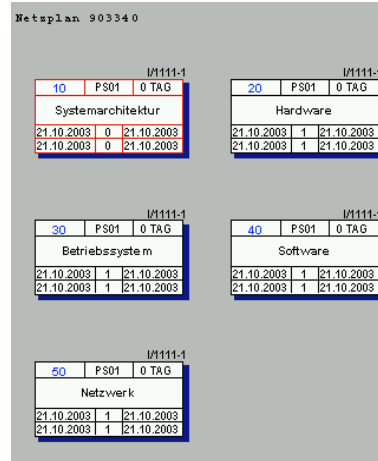 Netzplan 903340
I/1111-1
10 PS01 0 TAG
Systemarchitektur
21.10.2003 0 21.10.2003
21.10.2003 0 21.10.2003
I/1111-1
20 PS01 0 TAG
Hardware
21.10.2003 1 21.10.2003
21.10.2003 1 21.10.2003
I/1111-1
30 PS01 0 TAG
Betriebssystem
21.10.2003 1 21.10.2003
21.10.2003 1 21.10.2003
I/1111-1
40 PS01 0 TAG
Software
21.10.2003 1 21.10.2003
21.10.2003 1 21.10.2003
I/1111-1
50 PS01 0 TAG
Netzwerk
21.10.2003 1 21.10.2003
21.10.2003 1 21.10.2003